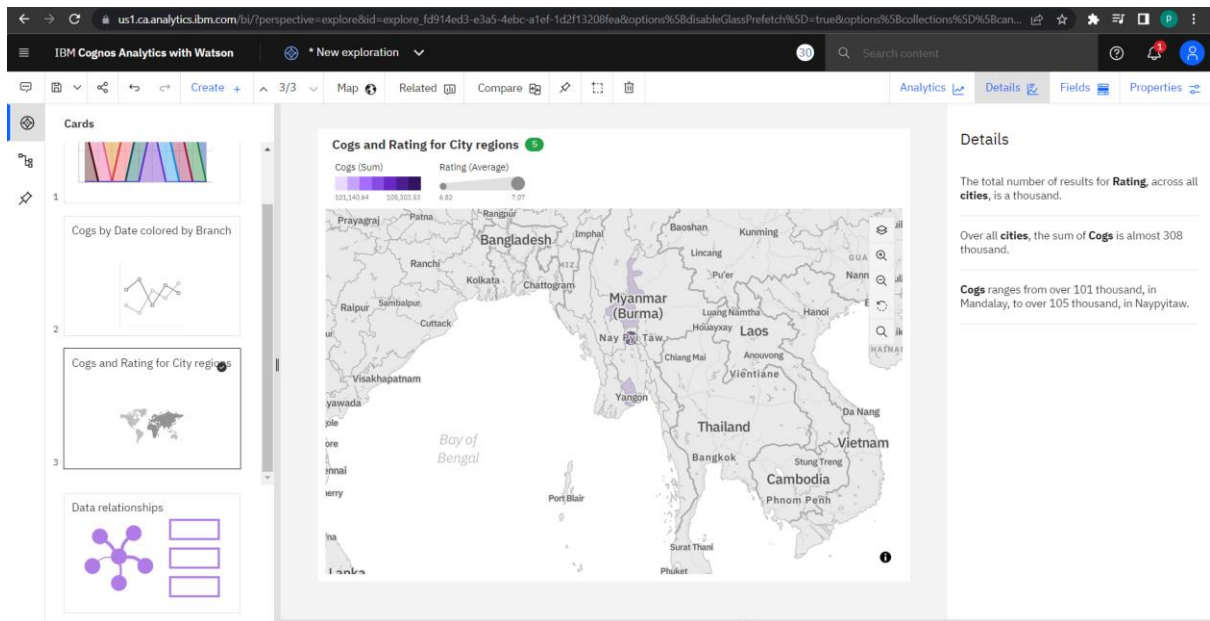 us1.ca.analytics.ibm.com/bi/?perspective=explore&id=explore_fd914ed3-e3a5-4ebc-a1ef-1d2f13208fea&options%5BdisableGlassPrefetch%5D=true&options%5Bcollections%5D%5Bcan...
IBM Cognos Analytics with Watson
* New exploration
30
Search content
Create +
3/3
Map
Related
Compare
Analytics
Details
Fields
Properties
Cards
1
Cogs by Date colored by Branch
2
Cogs and Rating for City regions
3
Data relationships
Cogs and Rating for City regions 5
Cogs (Sum)
Rating (Average)
101,140.64
105,303.53
6.82
7.07
Prayagraj
Patna
Rangpur
Bangladesh
Imphal
Baoshan
Kunming
Ranchi
Kolkata
Chattogram
MIZ
Lincang
Pu'er
GUA
Nann
Raipur
Sambalpur
Cuttack
Myanmar
(Burma)
Luang Namtha
Hanoi
Houayxay
Laos
Nay Pyi Taw
HAINAN
Chiang Mai
Anouvong
Vientiane
Visakhapatnam
Yangon
yawada
Da Nang
Thailand
Bay of
Bengal
Vietnam
Bangkok
Stung Treng
Cambodia
Port Blair
Phnom Penh
Surat Thani
Phuket
Lanka
Details
The total number of results for Rating, across all
cities, is a thousand.
Over all cities, the sum of Cogs is almost 308
thousand.
Cogs ranges from over 101 thousand, in
Mandalay, to over 105 thousand, in Naypyitaw.